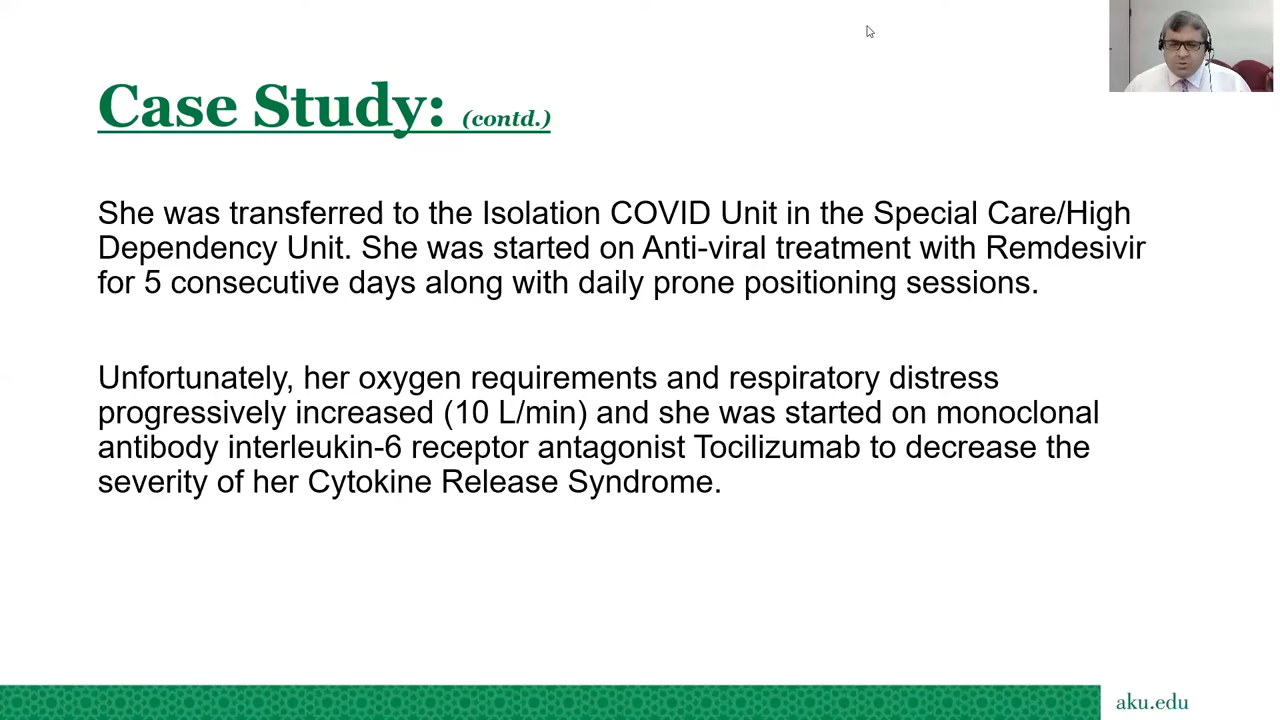 Case Study: (contd.)
She was transferred to the Isolation COVID Unit in the Special Care/High
Dependency Unit. She was started on Anti-viral treatment with Remdesivir
for 5 consecutive days along with daily prone positioning sessions.
Unfortunately, her oxygen requirements and respiratory distress
progressively increased (10 L/min) and she was started on monoclonal
antibody interleukin-6 receptor antagonist Tocilizumab to decrease the
severity of her Cytokine Release Syndrome.
aku.edu